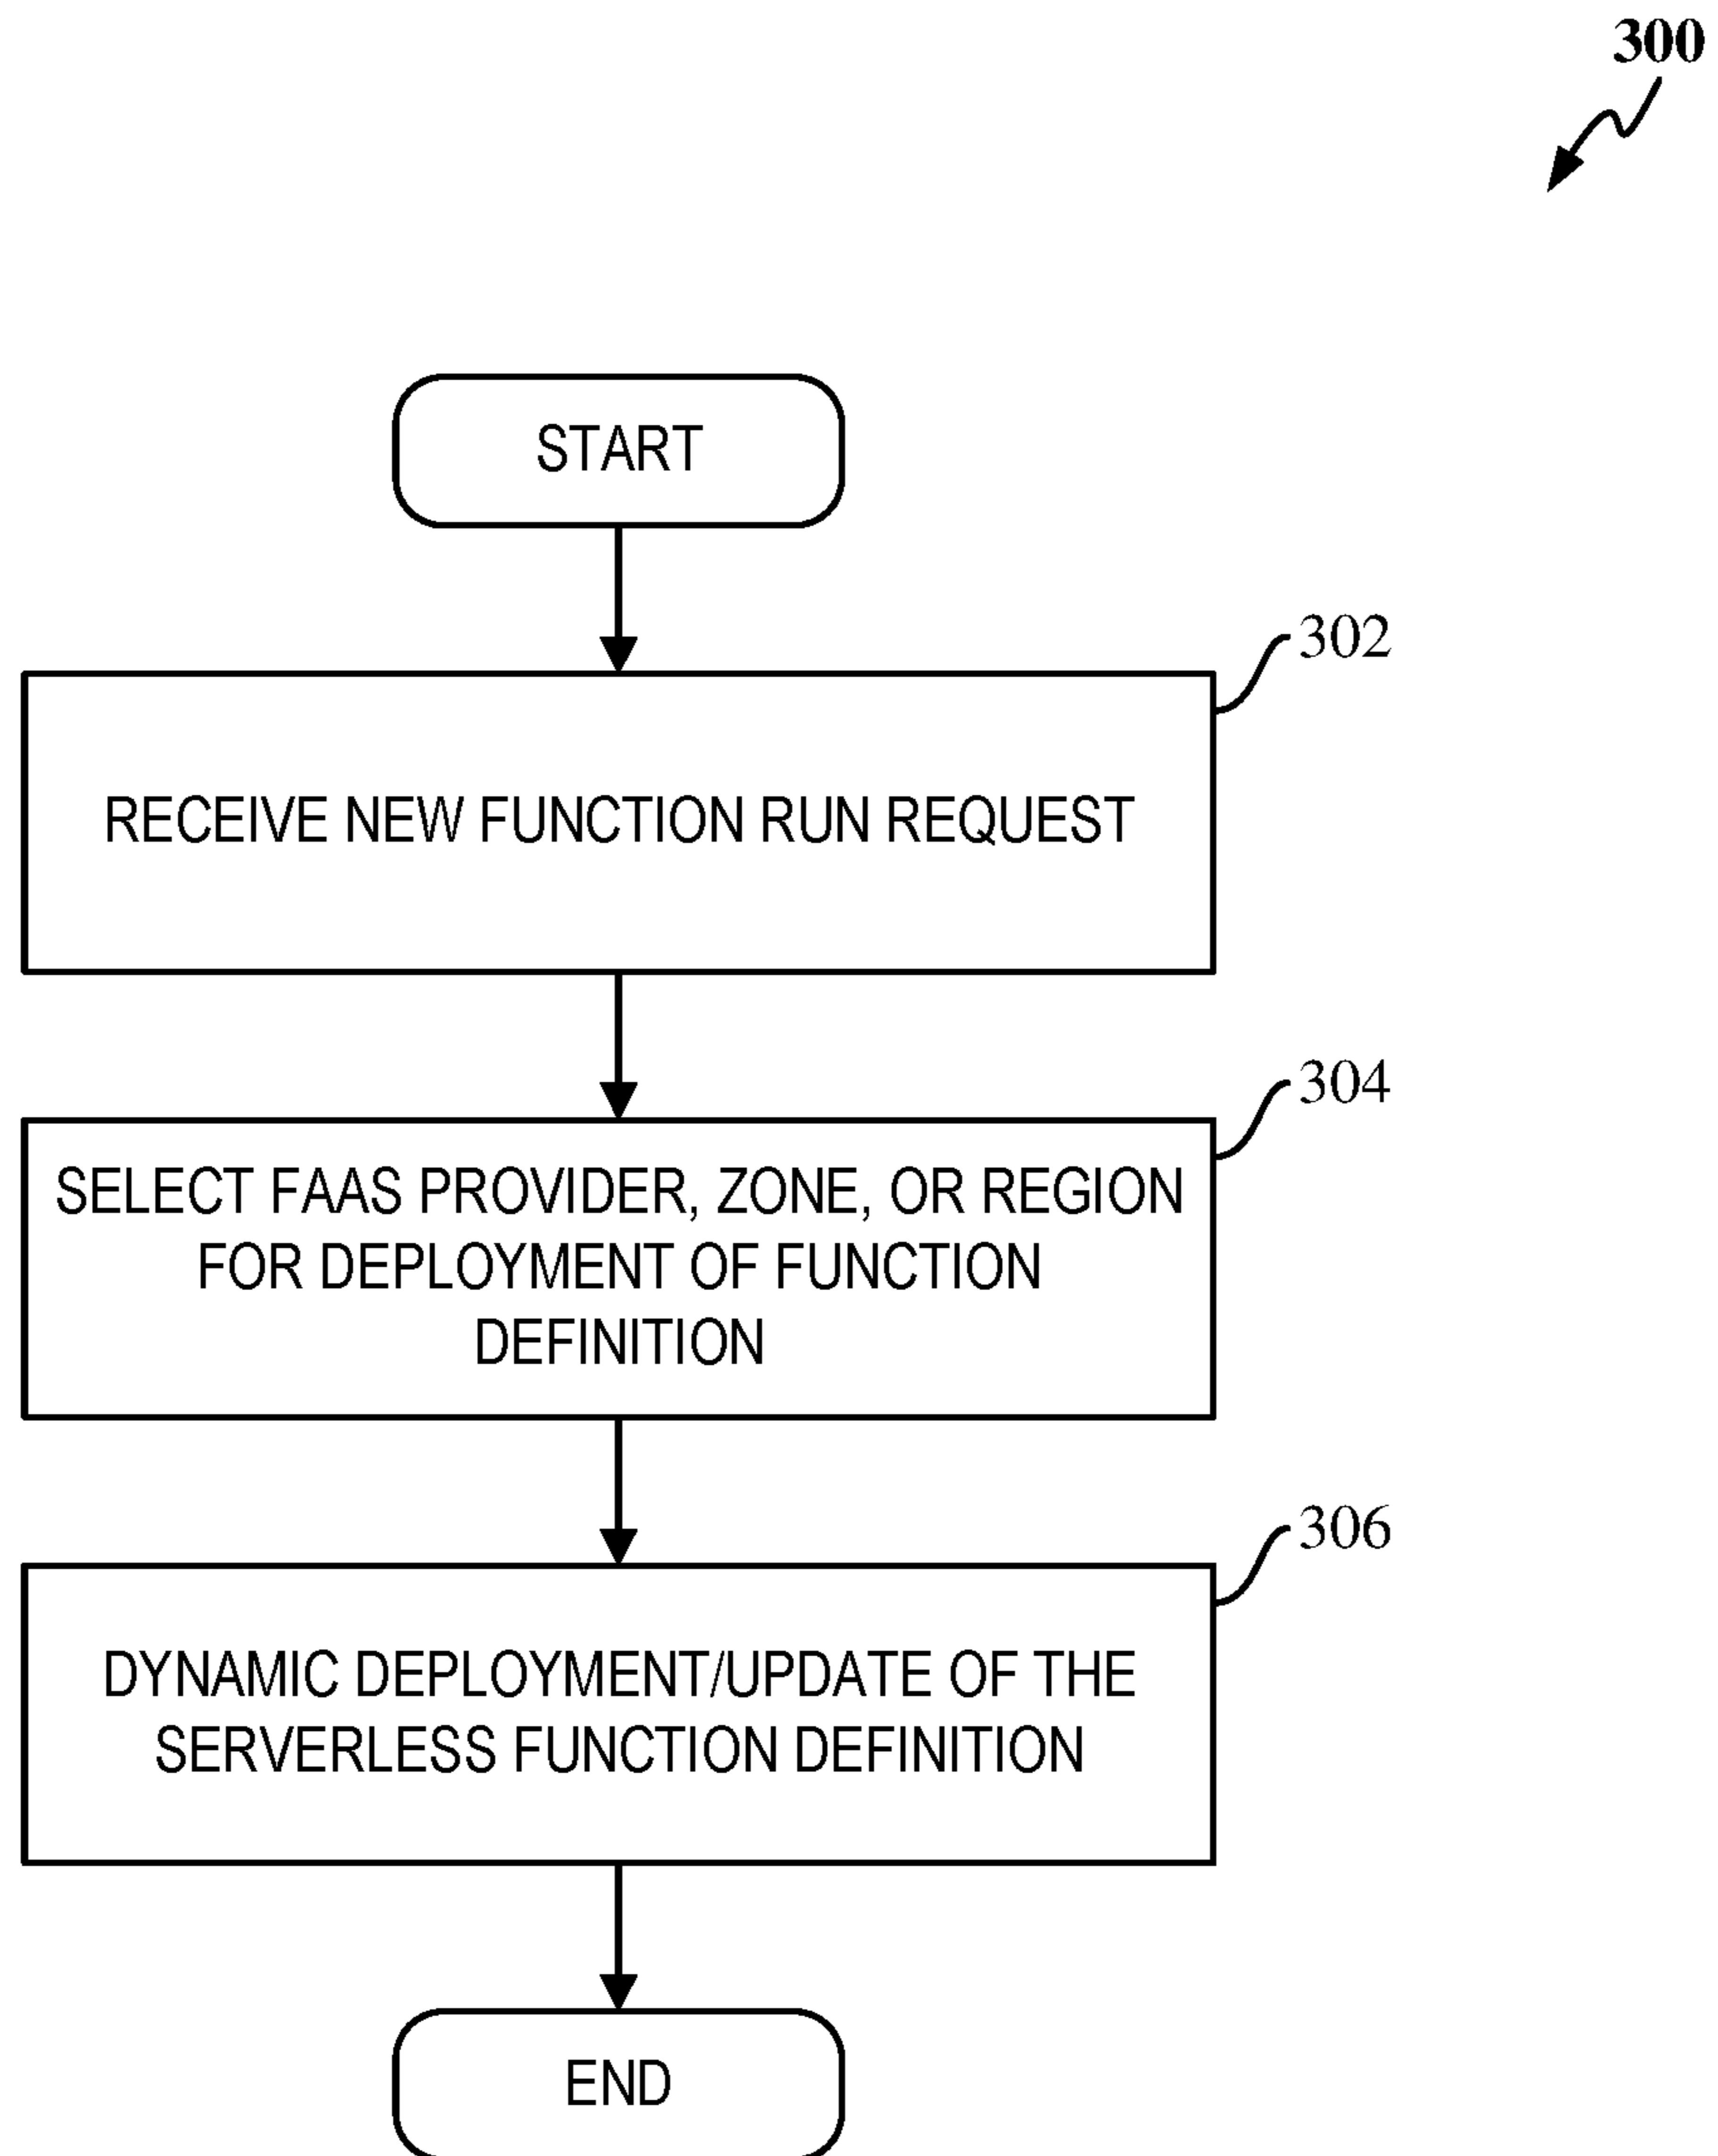 300
START
302
RECEIVE NEW FUNCTION RUN REQUEST
304
SELECT FAAS PROVIDER, ZONE, OR REGION
FOR DEPLOYMENT OF FUNCTION
DEFINITION
306
DYNAMIC DEPLOYMENT/UPDATE OF THE
SERVERLESS FUNCTION DEFINITION
END